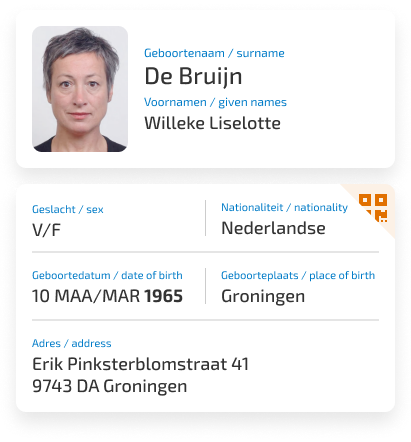 Geboortenaam / surname
De Bruijn
Voornamen / given names
Willeke Liselotte
Geslacht / sex
V/F
Nationaliteit / nationality
Nederlandse
Geboortedatum / date of birth
10 MAA/MAR 1965
Geboorteplaats / place of birth
Groningen
Adres / address
Erik Pinksterblomstraat 41
9743 DA Groningen